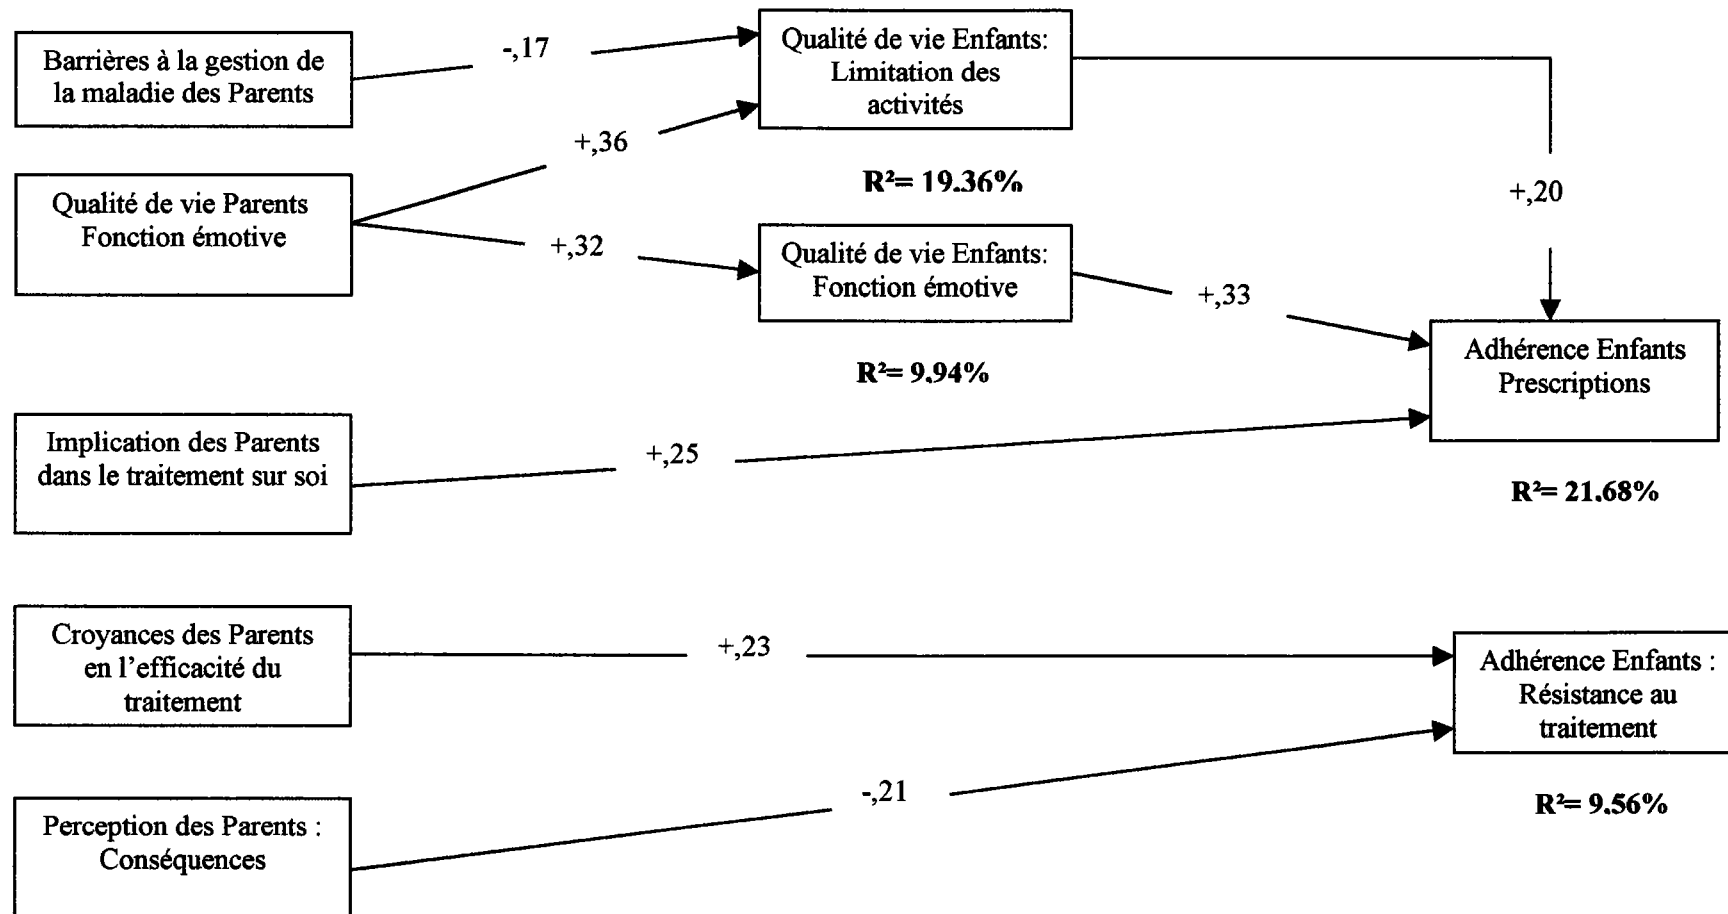 Barrières à la gestion de
la maladie des Parents
-,17
Qualité de vie Enfants:
Limitation des
activités
R²= 19.36%
+,36
+,20
Qualité de vie Parents
Fonction émotive
+,32
Qualité de vie Enfants:
Fonction émotive
R²= 9.94%
+,33
Adhérence Enfants
Prescriptions
R²= 21.68%
Implication des Parents
dans le traitement sur soi
+,25
Croyances des Parents
en l’efficacité du
traitement
+,23
Adhérence Enfants :
Résistance au
traitement
R²= 9.56%
Perception des Parents :
Conséquences
-,21